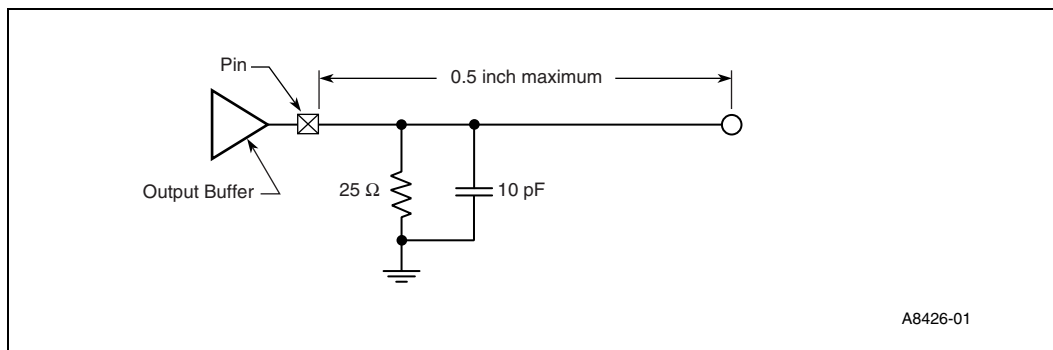 Pin
0.5 inch maximum
Output Buffer
25 Ω
10 pF
A8426-01